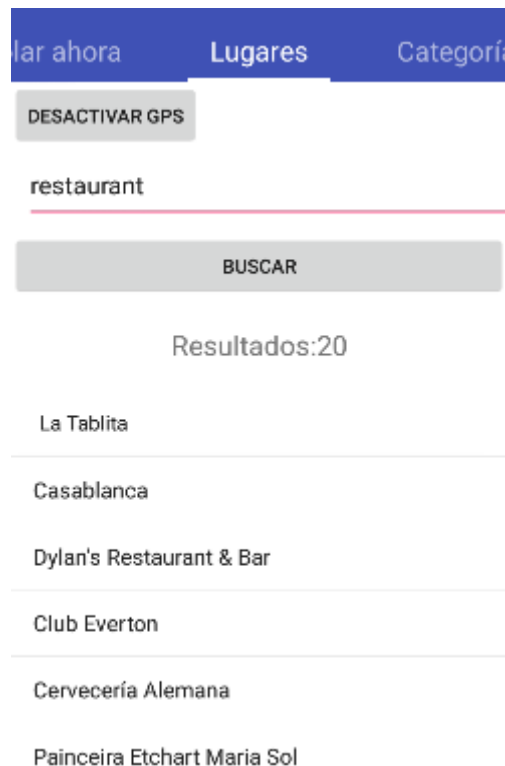 lar ahora Lugares Categorí
DESACTIVAR GPS
restaurant
BUSCAR
Resultados:20
La Tablita
Casablanca
Dylan's Restaurant & Bar
Club Everton
Cervecería Alemana
Painceira Etchart Maria Sol